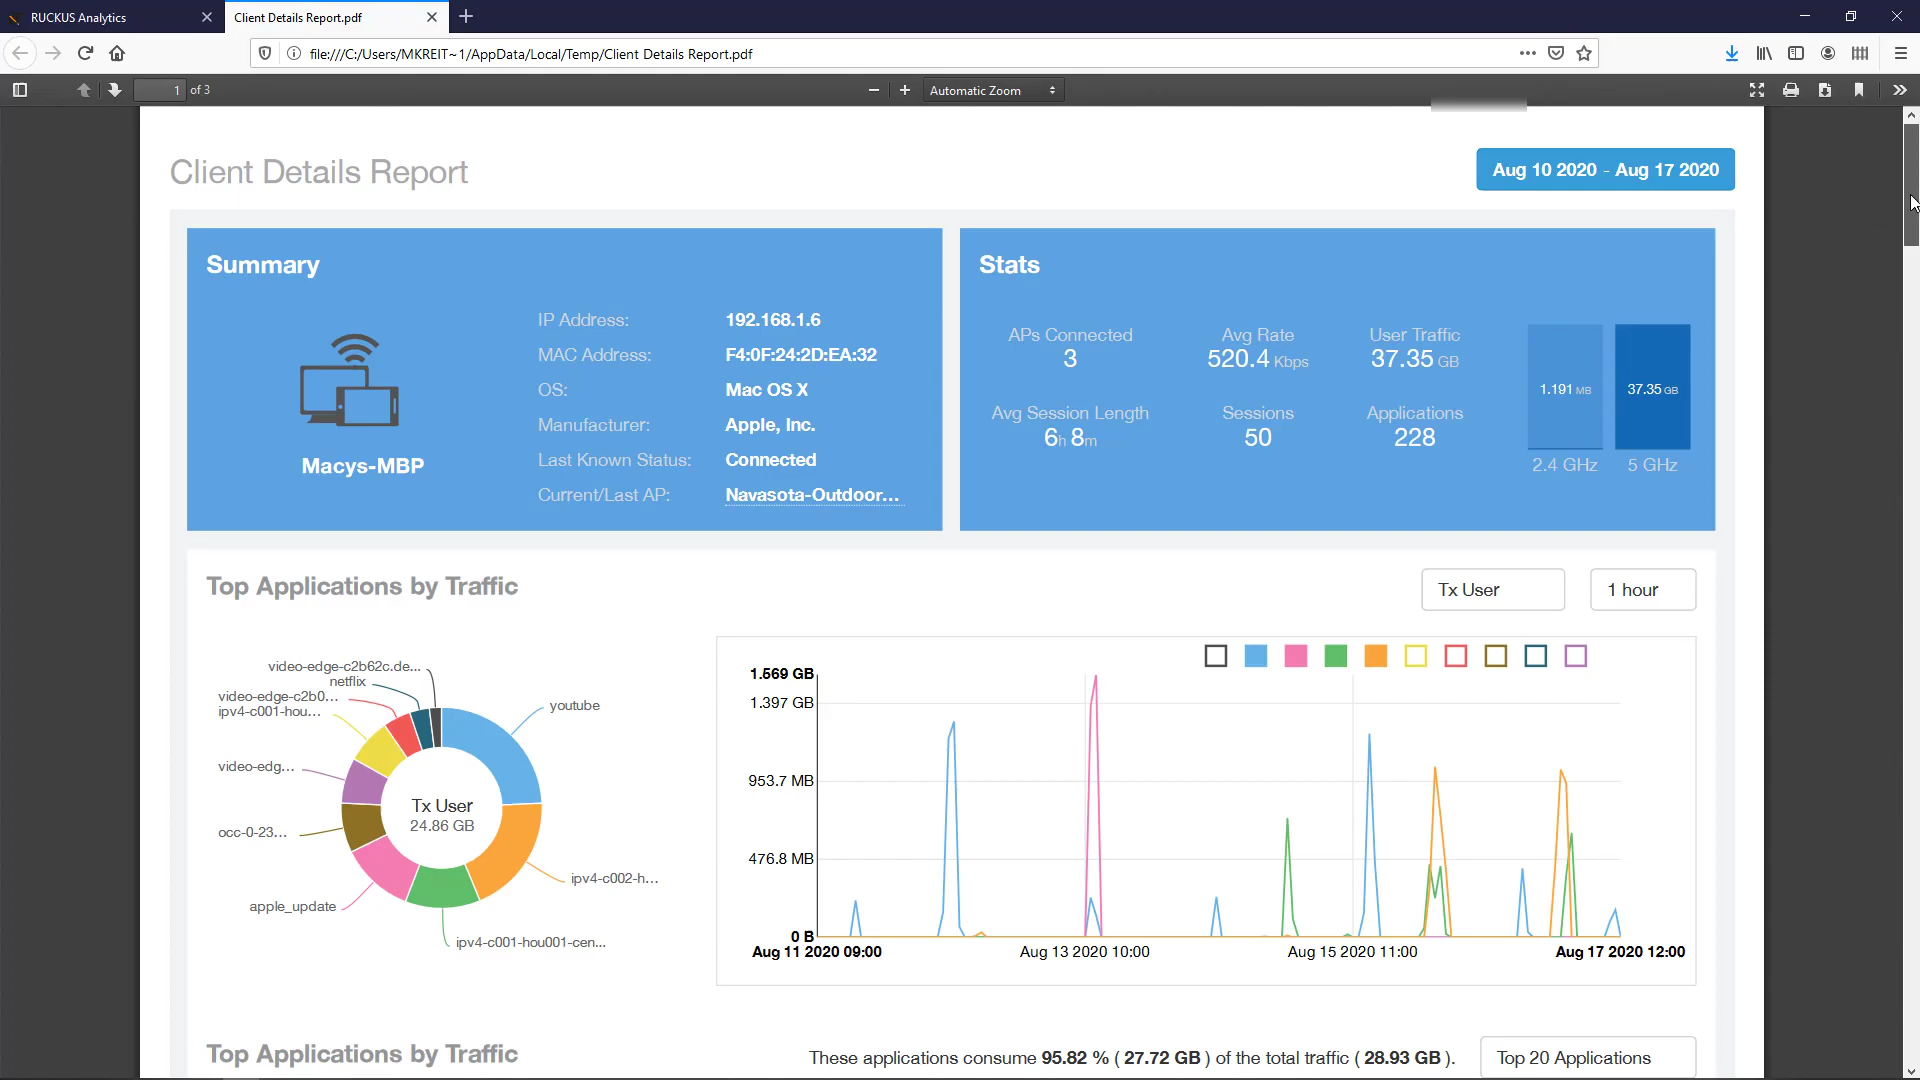 RUCKUS Analytics
Client Details Report.pdf
file:///C:/Users/MKREIT~1/AppData/Local/Temp/Client Details Report.pdf
1 of 3
Automatic Zoom
Client Details Report
Aug 10 2020 - Aug 17 2020
Summary
IP Address: 192.168.1.6
MAC Address: F4:0F:24:2D:EA:32
OS: Mac OS X
Manufacturer: Apple, Inc.
Last Known Status: Connected
Current/Last AP: Navasota-Outdoor...
Macys-MBP
Stats
APs Connected
3
Avg Rate
520.4 Kbps
User Traffic
37.35 GB
Avg Session Length
6h 8m
Sessions
50
Applications
228
1.191 MB
37.35 GB
2.4 GHz
5 GHz
Top Applications by Traffic
Tx User
1 hour
video-edge-c2b62c.de...
netflix
video-edge-c2b0...
ipv4-c001-hou...
youtube
video-edg...
Tx User
24.86 GB
occ-0-23...
ipv4-c002-h...
apple_update
ipv4-c001-hou001-cen...
1.569 GB
1.397 GB
953.7 MB
476.8 MB
0 B
Aug 11 2020 09:00
Aug 13 2020 10:00
Aug 15 2020 11:00
Aug 17 2020 12:00
Top Applications by Traffic
These applications consume 95.82 % ( 27.72 GB ) of the total traffic ( 28.93 GB ).
Top 20 Applications